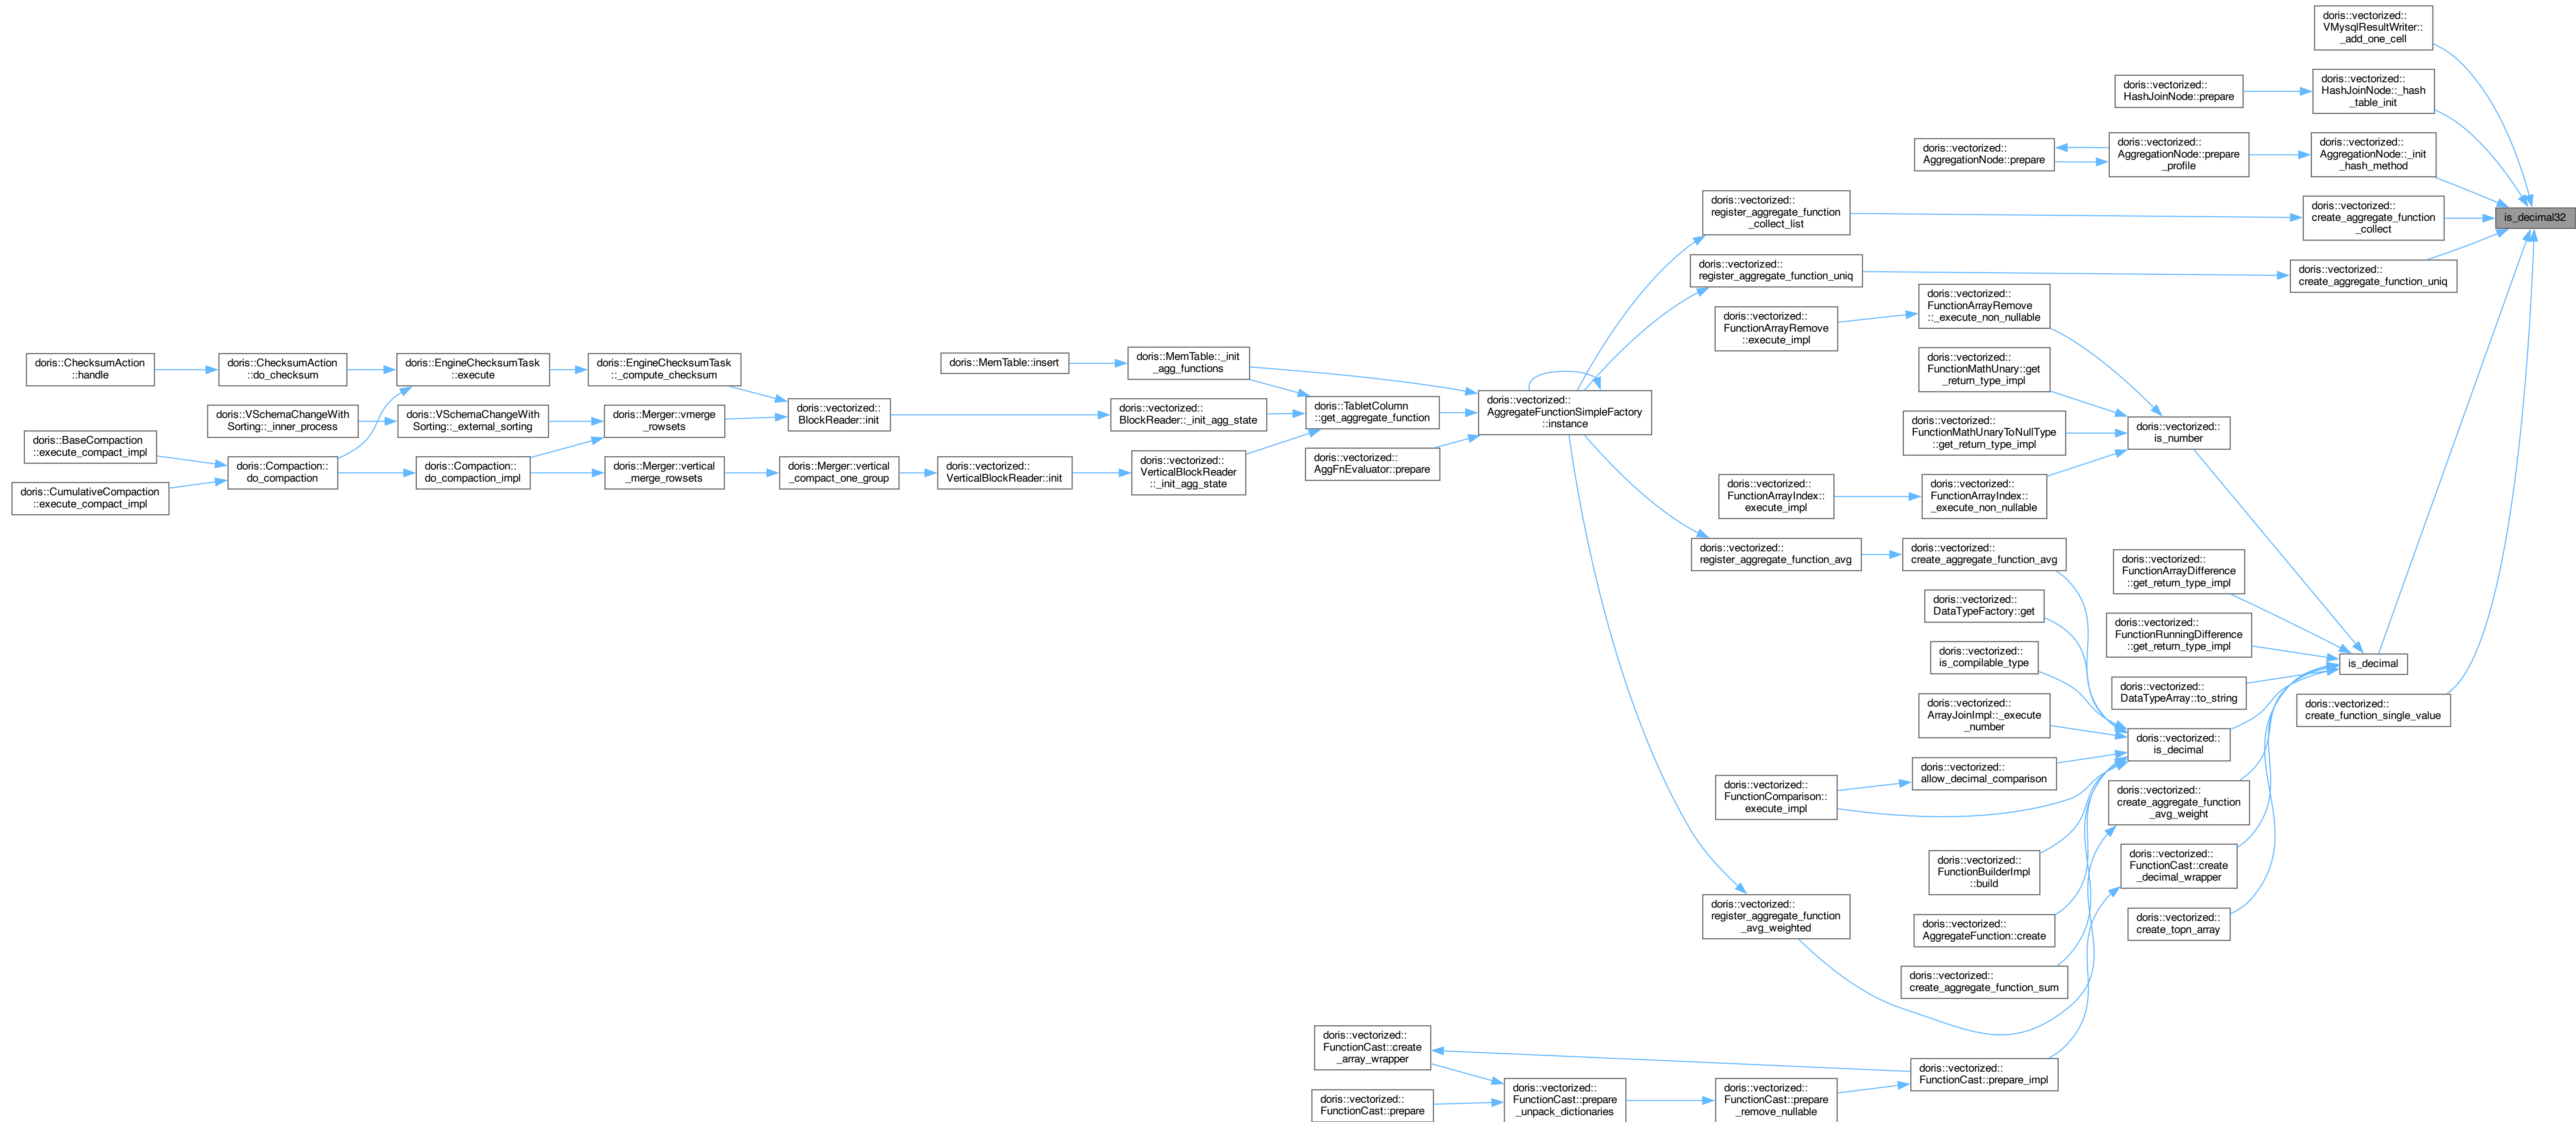 doris::vectorized::
VMysqlResultWriter::
_add_one_cell
doris::vectorized::
HashJoinNode::prepare
doris::vectorized::
HashJoinNode::_hash
_table_init
doris::vectorized::
AggregationNode::prepare
doris::vectorized::
AggregationNode::prepare
_profile
doris::vectorized::
AggregationNode::_init
_hash_method
is_decimal32
doris::vectorized::
register_aggregate_function
_collect_list
doris::vectorized::
create_aggregate_function
_collect
doris::vectorized::
register_aggregate_function_uniq
doris::vectorized::
create_aggregate_function_uniq
doris::vectorized::
FunctionArrayRemove
::execute_impl
doris::vectorized::
FunctionArrayRemove
::_execute_non_nullable
doris::ChecksumAction
::handle
doris::ChecksumAction
::do_checksum
doris::EngineChecksumTask
::execute
doris::EngineChecksumTask
::_compute_checksum
doris::MemTable::insert
doris::MemTable::_init
_agg_functions
doris::vectorized::
FunctionMathUnary::get
_return_type_impl
doris::VSchemaChangeWith
Sorting::_inner_process
doris::VSchemaChangeWith
Sorting::_external_sorting
doris::Merger::vmerge
_rowsets
doris::vectorized::
BlockReader::init
doris::vectorized::
BlockReader::_init_agg_state
doris::TabletColumn
::get_aggregate_function
doris::vectorized::
AggregateFunctionSimpleFactory
::instance
doris::vectorized::
FunctionMathUnaryToNullType
::get_return_type_impl
doris::vectorized::
is_number
doris::BaseCompaction
::execute_compact_impl
doris::CumulativeCompaction
::execute_compact_impl
doris::Compaction::
do_compaction
doris::Compaction::
do_compaction_impl
doris::Merger::vertical
_merge_rowsets
doris::Merger::vertical
_compact_one_group
doris::vectorized::
VerticalBlockReader::init
doris::vectorized::
VerticalBlockReader
::_init_agg_state
doris::vectorized::
AggFnEvaluator::prepare
doris::vectorized::
FunctionArrayIndex::
execute_impl
doris::vectorized::
FunctionArrayIndex::
_execute_non_nullable
doris::vectorized::
register_aggregate_function_avg
doris::vectorized::
create_aggregate_function_avg
doris::vectorized::
FunctionArrayDifference
::get_return_type_impl
doris::vectorized::
DataTypeFactory::get
doris::vectorized::
FunctionRunningDifference
::get_return_type_impl
doris::vectorized::
is_compilable_type
is_decimal
doris::vectorized::
DataTypeArray::to_string
doris::vectorized::
create_function_single_value
doris::vectorized::
ArrayJoinImpl::_execute
_number
doris::vectorized::
is_decimal
doris::vectorized::
allow_decimal_comparison
doris::vectorized::
FunctionComparison::
execute_impl
doris::vectorized::
create_aggregate_function
_avg_weight
doris::vectorized::
FunctionBuilderImpl
::build
doris::vectorized::
FunctionCast::create
_decimal_wrapper
doris::vectorized::
register_aggregate_function
_avg_weighted
doris::vectorized::
AggregateFunction::create
doris::vectorized::
create_topn_array
doris::vectorized::
create_aggregate_function_sum
doris::vectorized::
FunctionCast::create
_array_wrapper
doris::vectorized::
FunctionCast::prepare_impl
doris::vectorized::
FunctionCast::prepare
doris::vectorized::
FunctionCast::prepare
_unpack_dictionaries
doris::vectorized::
FunctionCast::prepare
_remove_nullable